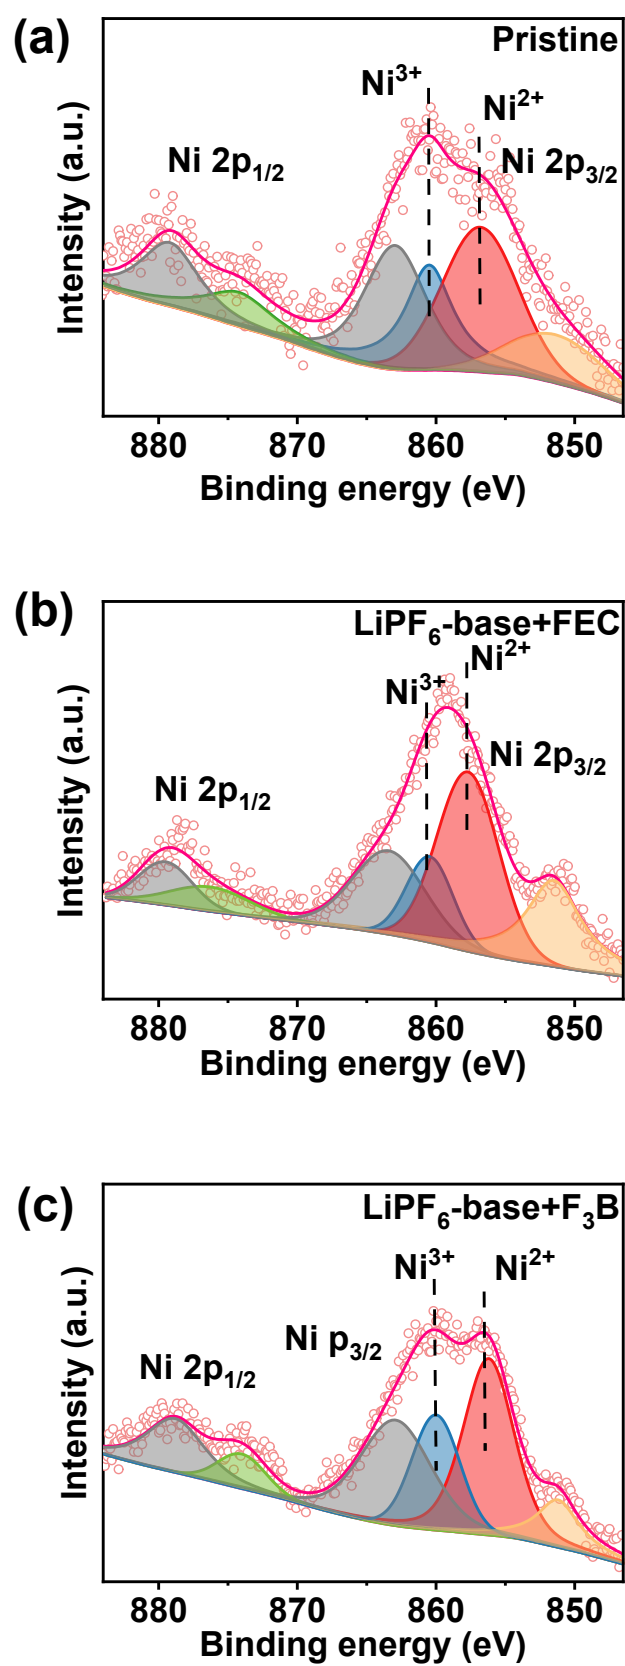 (a)
Pristine
Ni³⁺
Ni²⁺
Ni 2p₁/₂
Ni 2p₃/₂
Intensity (a.u.)
880 870 860 850
Binding energy (eV)
(b)
LiPF₆-base+FEC
Ni²⁺
Ni³⁺
Ni 2p₃/₂
Ni 2p₁/₂
Intensity (a.u.)
880 870 860 850
Binding energy (eV)
(c)
LiPF₆-base+F₃B
Ni³⁺
Ni²⁺
Ni p₃/₂
Ni 2p₁/₂
Intensity (a.u.)
880 870 860 850
Binding energy (eV)